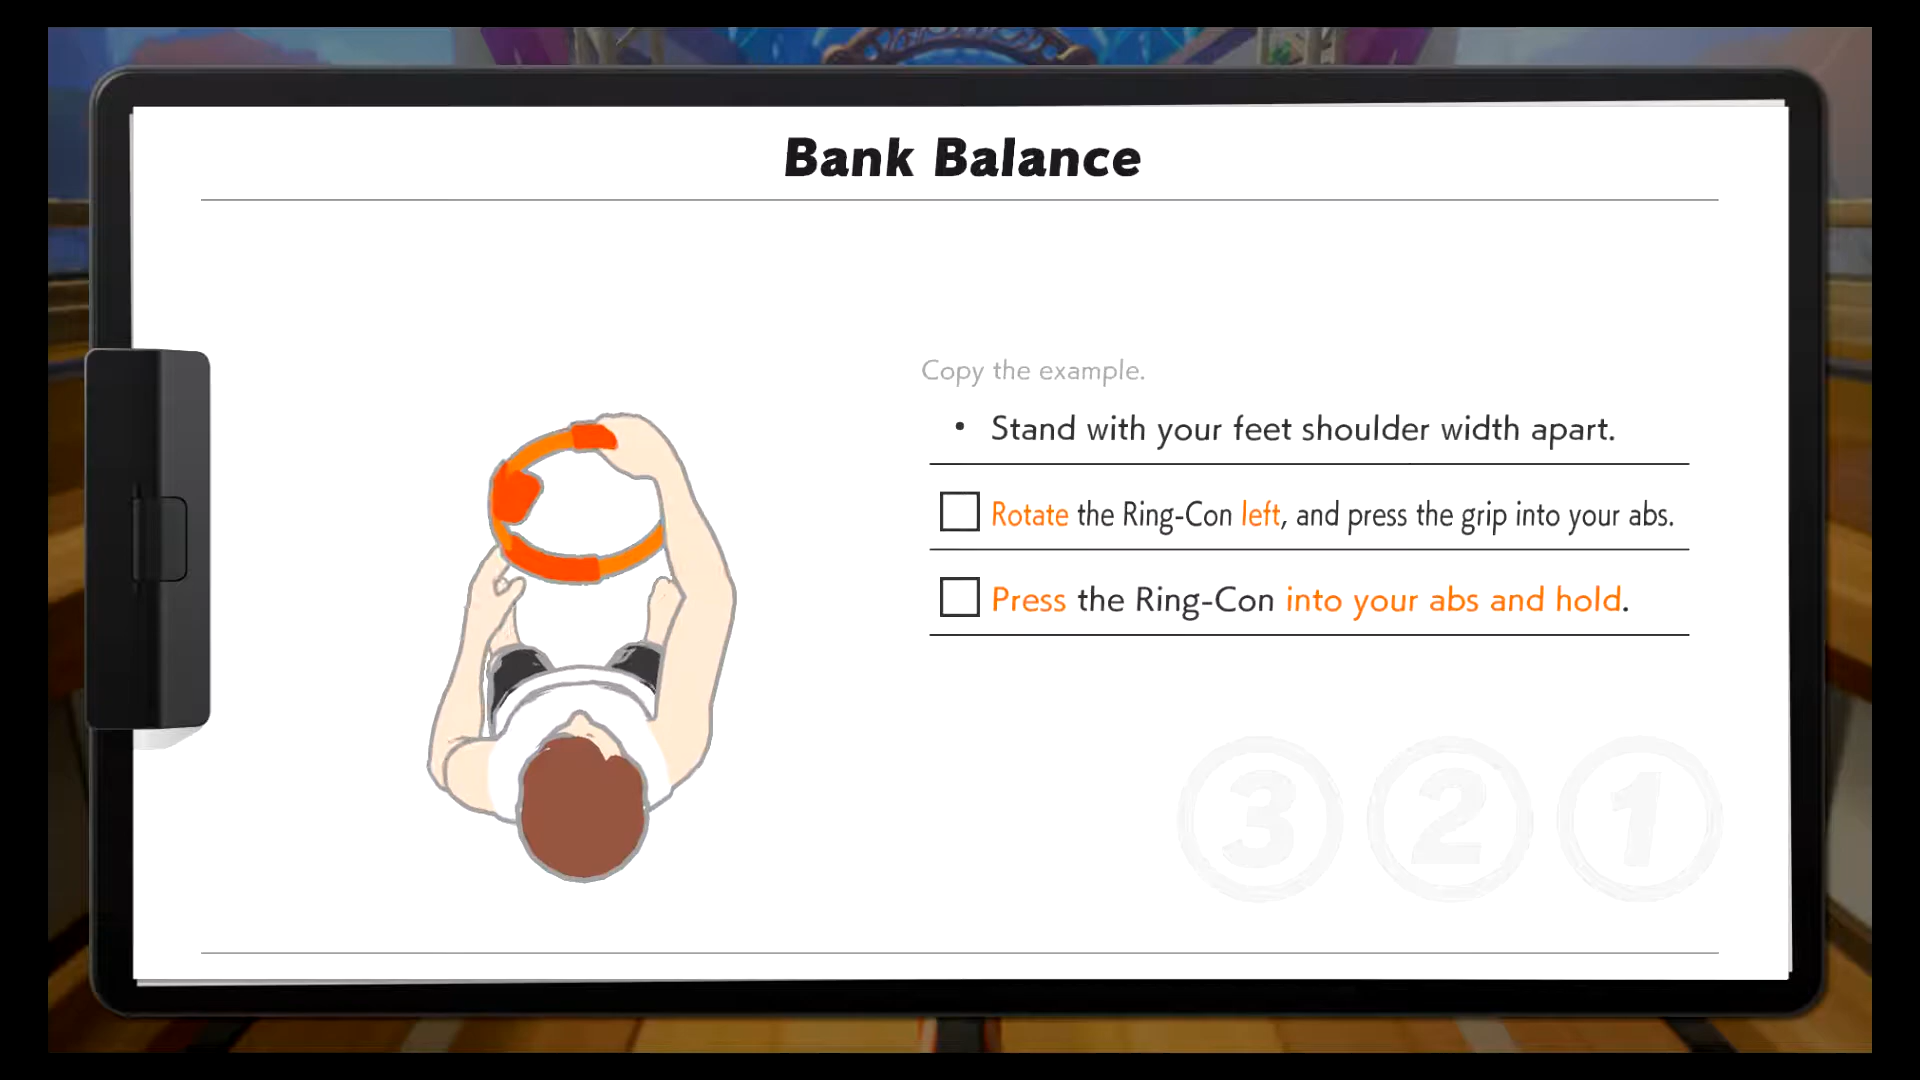 Bank Balance
Copy the example.
• Stand with your feet shoulder width apart.
Rotate the Ring-Con left, and press the grip into your abs.
Press the Ring-Con into your abs and hold.
3 2 1